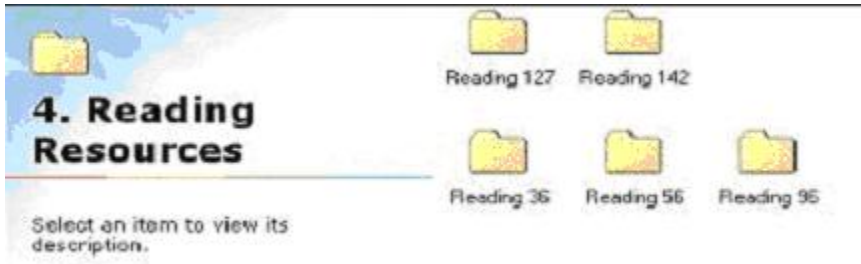 4. Reading
Resources
Select an item to view its
description.
Reading 127 Reading 142
Reading 36 Reading 56 Reading 95